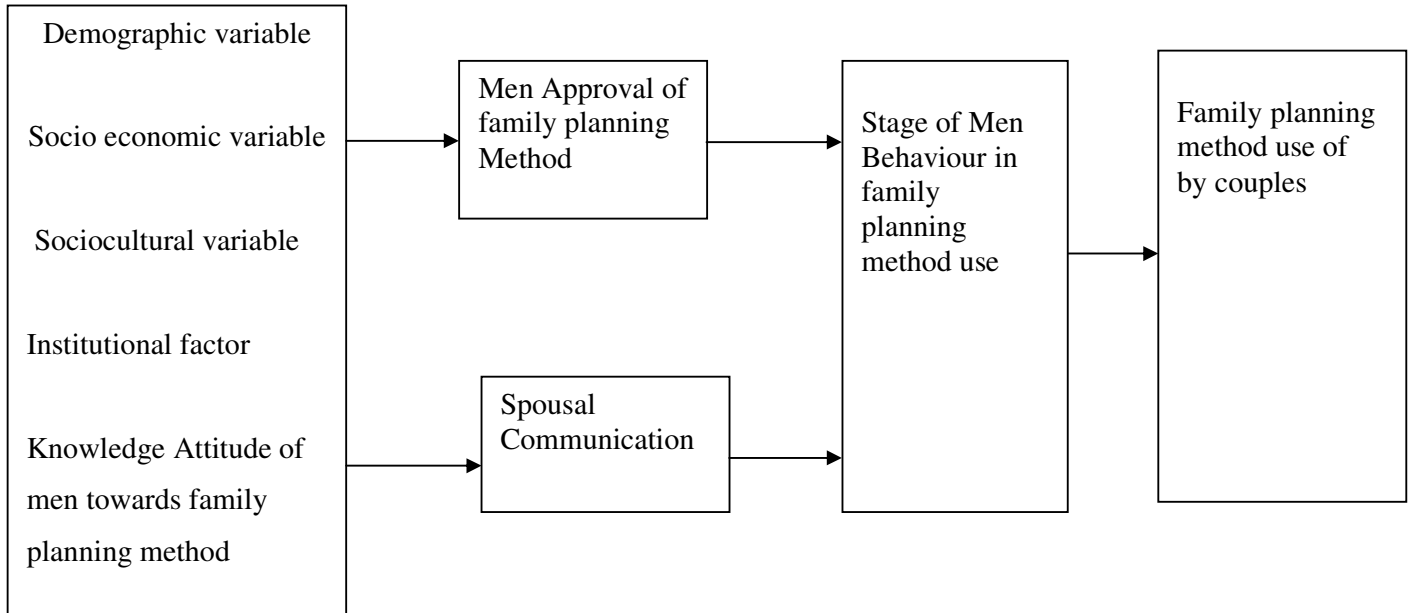 Demographic variable
Socio economic variable
Sociocultural variable
Institutional factor
Knowledge Attitude of
men towards family
planning method
Men Approval of
family planning
Method
Spousal
Communication
Stage of Men
Behaviour in
family
planning
method use
Family planning
method use of
by couples